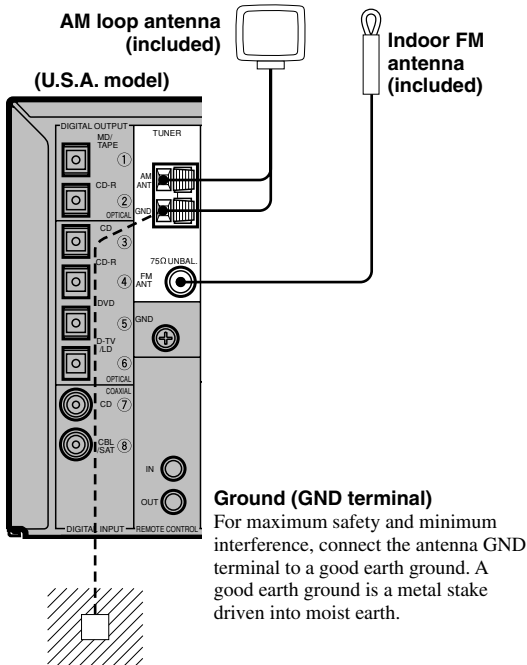 AM loop antenna
(included)
Indoor FM
antenna
(included)
(U.S.A. model)
DIGITAL OUTPUT
MD/
TAPE
①
CD-R
②
OPTICAL
CD
③
CD-R
④
DVD
⑤
D-TV
/LD
⑥
OPTICAL
COAXIAL
CD ⑦
CBL
/SAT ⑧
DIGITAL INPUT
TUNER
AM
ANT
GND
75Ω UNBAL.
FM
ANT
GND
IN
OUT
REMOTE CONTROL
Ground (GND terminal)
For maximum safety and minimum
interference, connect the antenna GND
terminal to a good earth ground. A
good earth ground is a metal stake
driven into moist earth.